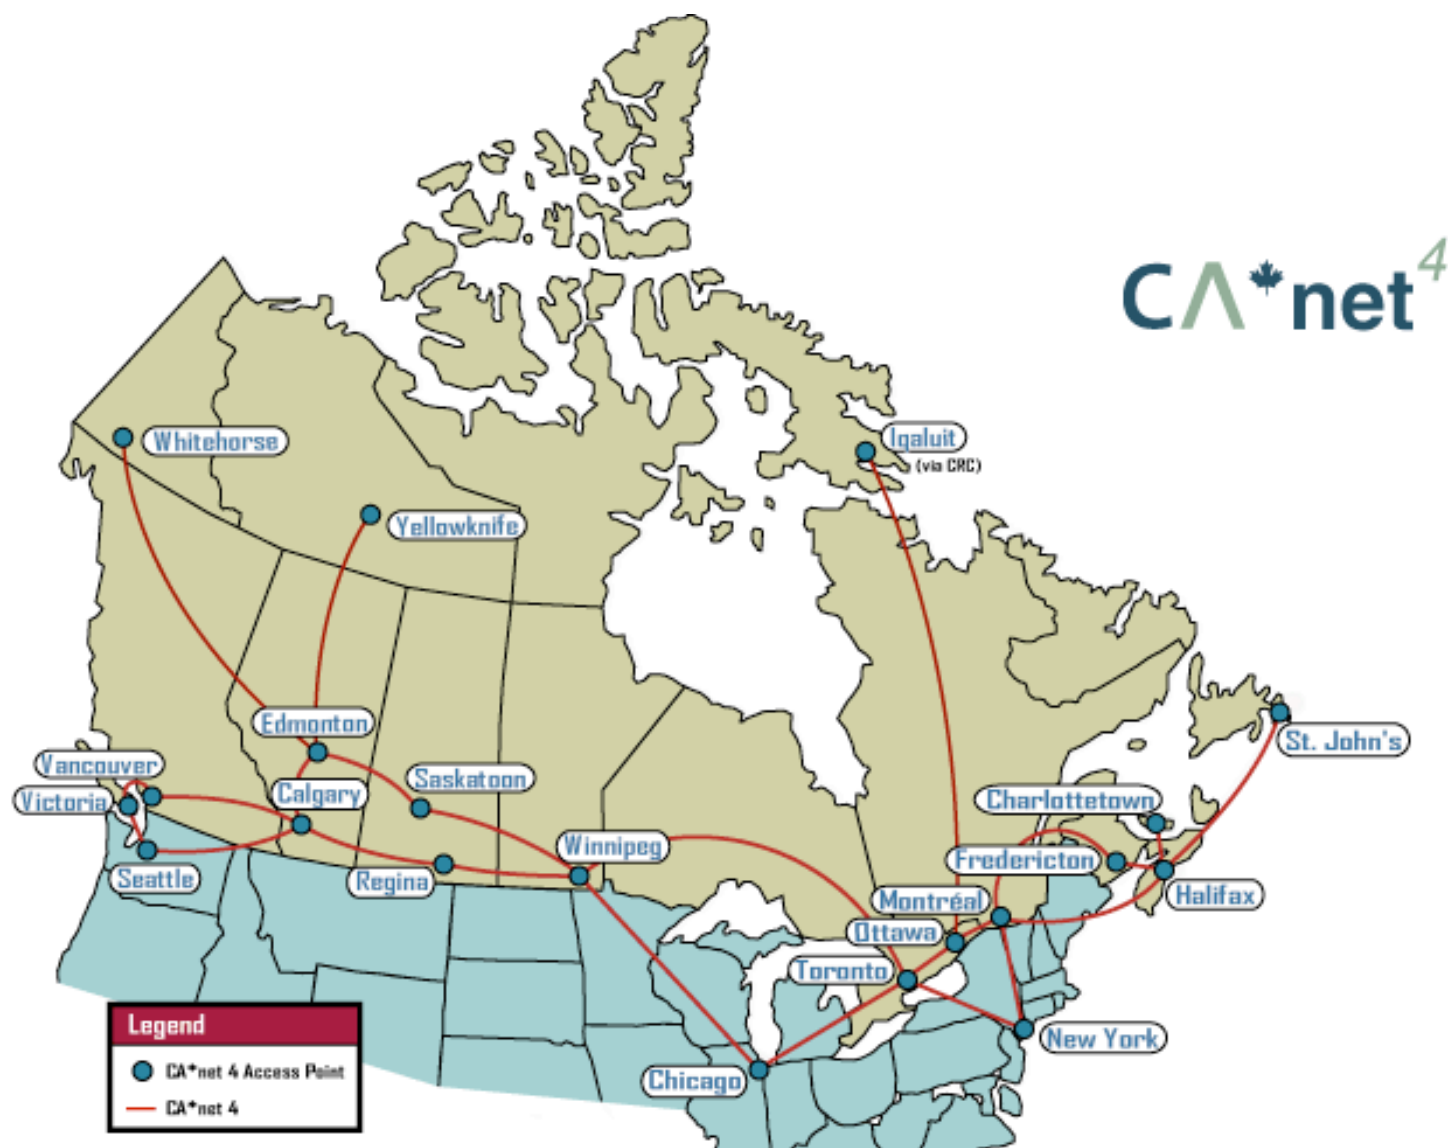 CA*net 4
Whitehorse
Iqaluit
(via CRC)
Yellowknife
Edmonton
St. John's
Vancouver
Saskatoon
Victoria
Calgary
Charlottetown
Winnipeg
Fredericton
Seattle
Regina
Halifax
Montréal
Ottawa
Toronto
New York
Chicago
Legend
CA*net 4 Access Point
CA*net 4